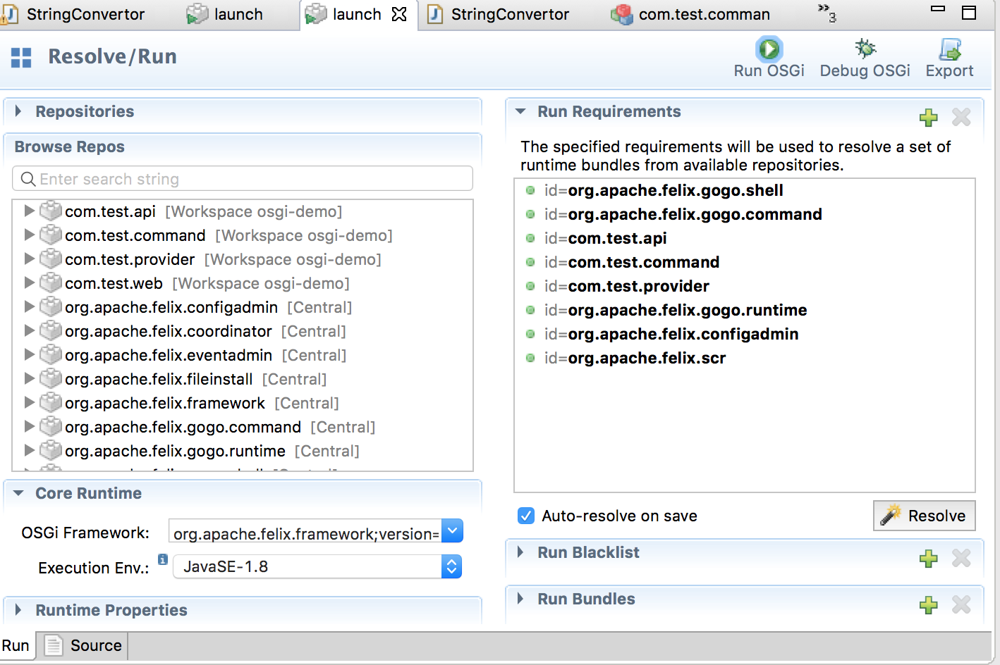 StringConvertor
launch
launch
StringConvertor
com.test.comman
»3
Resolve/Run
Run OSGi
Debug OSGi
Export
Repositories
Browse Repos
Enter search string
com.test.api [Workspace osgi-demo]
com.test.command [Workspace osgi-demo]
com.test.provider [Workspace osgi-demo]
com.test.web [Workspace osgi-demo]
org.apache.felix.configadmin [Central]
org.apache.felix.coordinator [Central]
org.apache.felix.eventadmin [Central]
org.apache.felix.fileinstall [Central]
org.apache.felix.framework [Central]
org.apache.felix.gogo.command [Central]
org.apache.felix.gogo.runtime [Central]
Core Runtime
OSGi Framework:
org.apache.felix.framework;version=
Execution Env.:
JavaSE-1.8
Runtime Properties
Run Requirements
The specified requirements will be used to resolve a set of
runtime bundles from available repositories.
id=org.apache.felix.gogo.shell
id=org.apache.felix.gogo.command
id=com.test.api
id=com.test.command
id=com.test.provider
id=org.apache.felix.gogo.runtime
id=org.apache.felix.configadmin
id=org.apache.felix.scr
Auto-resolve on save
Resolve
Run Blacklist
Run Bundles
Run
Source